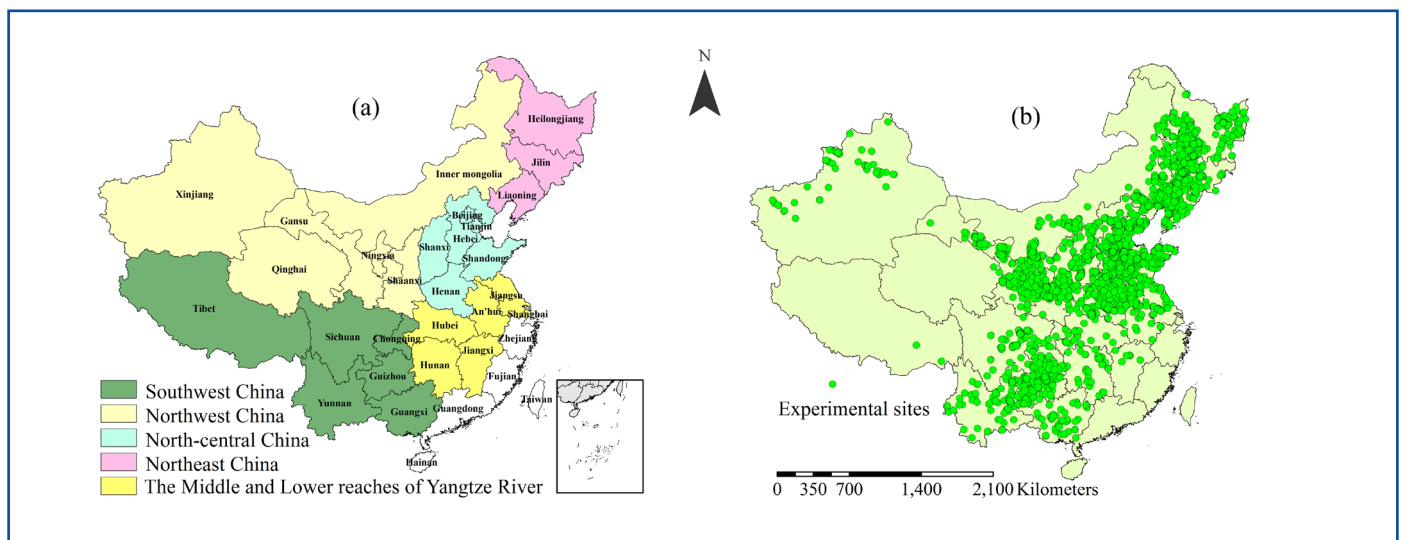 N
(a)
(b)
Heilongjiang
Jilin
Inner mongolia
Liaoning
Xinjiang
Gansu
Beijing
Tianjin
Hebei
Shanxi
Ningxia
Shandong
Qinghai
Shaanxi
Henan
Jiangsu
Tibet
An'hui
Shanghai
Hubei
Sichuan
Chongqing
Zhejiang
Jiangxi
Hunan
Guizhou
Fujian
Yunnan
Guangxi
Guangdong
Taiwan
Hainan
Southwest China
Northwest China
North-central China
Northeast China
The Middle and Lower reaches of Yangtze River
Experimental sites
0 350 700 1,400 2,100 Kilometers